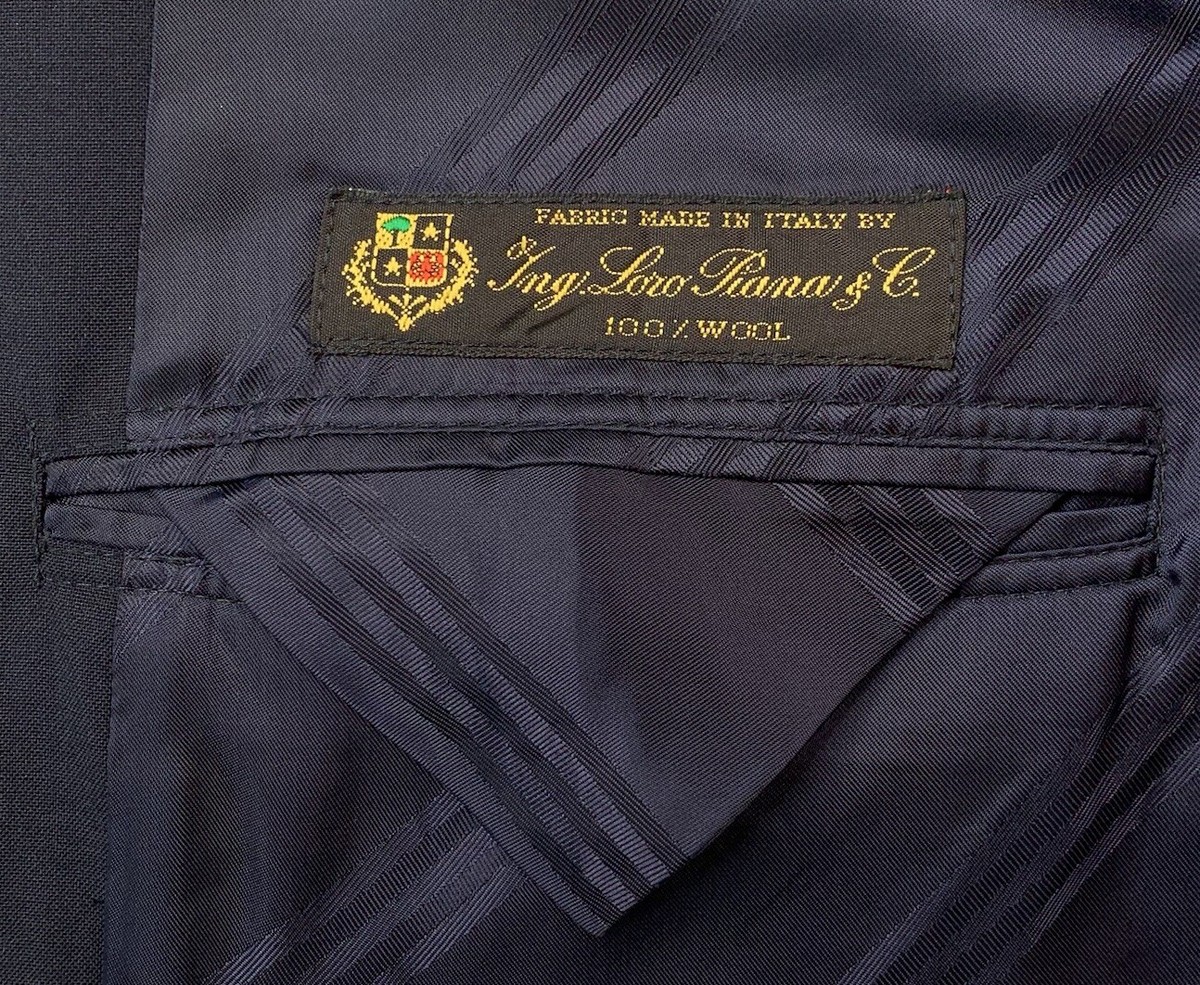 FABRIC MADE IN ITALY BY
Ing. Loro Piana & C.
100% WOOL